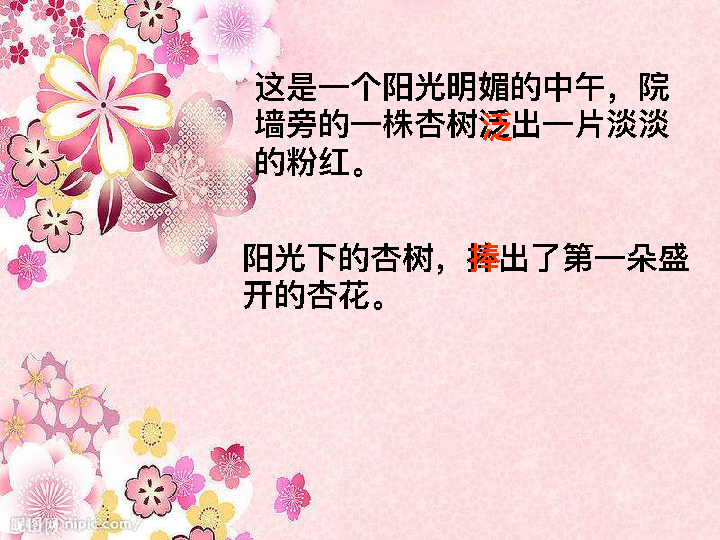 这是一个阳光明媚的中午，院
墙旁的一株杏树泛出一片淡淡
的粉红。
阳光下的杏树，捧出了第一朵盛
开的杏花。
昵图网 nipic.com/